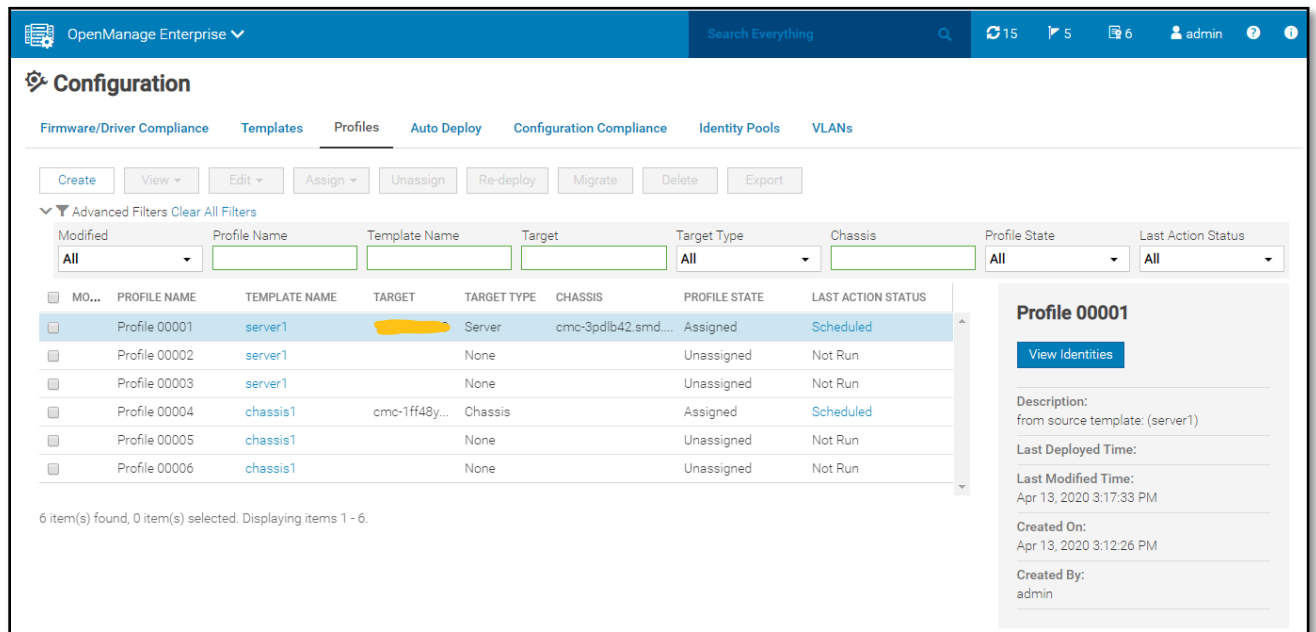 OpenManage Enterprise Search Everything 15 5 6 admin ? i
Configuration
Firmware/Driver Compliance Templates Profiles Auto Deploy Configuration Compliance Identity Pools VLANs
Create View Edit Assign Unassign Re-deploy Migrate Delete Export
Advanced Filters Clear All Filters
Modified Profile Name Template Name Target Target Type Chassis Profile State Last Action Status
All All All All
MO... PROFILE NAME TEMPLATE NAME TARGET TARGET TYPE CHASSIS PROFILE STATE LAST ACTION STATUS
Profile 00001 server1 Server cmc-3pdlb42.smd.... Assigned Scheduled
Profile 00002 server1 None Unassigned Not Run
Profile 00003 server1 None Unassigned Not Run
Profile 00004 chassis1 cmc-1ff48y... Chassis Assigned Scheduled
Profile 00005 chassis1 None Unassigned Not Run
Profile 00006 chassis1 None Unassigned Not Run
6 item(s) found, 0 item(s) selected. Displaying items 1 - 6.
Profile 00001
View Identities
Description:
from source template: (server1)
Last Deployed Time:
Last Modified Time:
Apr 13, 2020 3:17:33 PM
Created On:
Apr 13, 2020 3:12:26 PM
Created By:
admin